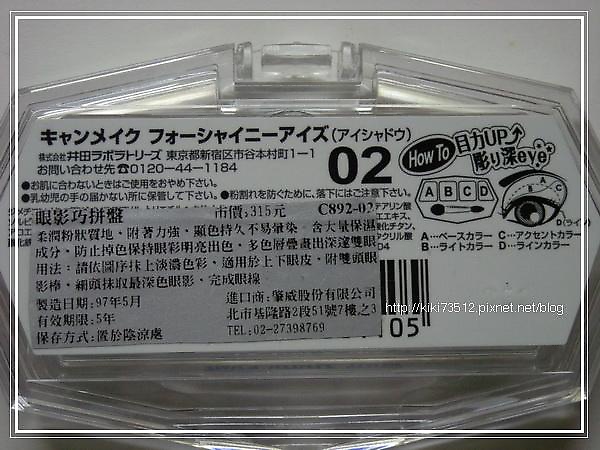 キャンメイク フォーシャイニーアイズ(アイシャドウ)
株式会社井田ラボラトリーズ 東京都新宿区市谷本村町1-1
お問い合わせ先☎0120-44-1184
02
●お肌に合わないときはご使用をおやめください。
●乳幼児の手の届かない所に保管して下さい。
●粉割れを防ぐために、落下にはご注意下さい。
How To 目力UP
彫り深eye
A B C D
A…ベースカラー C…アクセントカラー
B…ライトカラー D…ラインカラー
眼影巧拼盤 市價:315元 C892-02
柔潤粉狀質地,附著力強,顯色持久不易暈染,含大量保濕
成分,防止掉色保持眼彩明亮出色,多色層疊畫出深邃雙眼
用法:請依圖序抹上淡濃色彩,適用於上下眼皮,附雙頭眼
影棒,細頭採取最深色眼影,完成眼線
製造日期:97年5月 進口商:肇威股份有限公司
有效期限:5年 北市基隆路2段51號7樓之3
保存方式:置於陰涼處 TEL:02-27398769
http://kiki73512.pixnet.net/blog